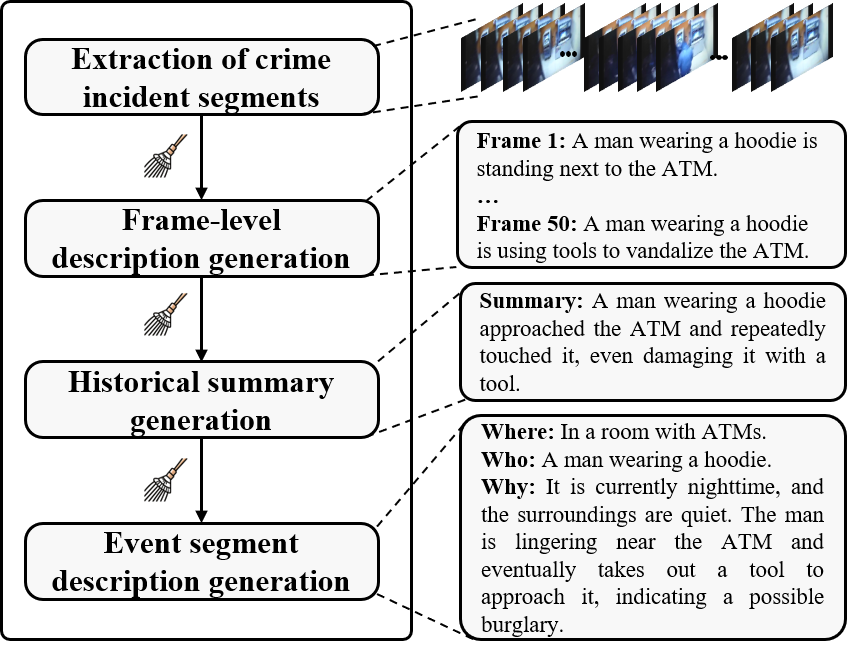 Extraction of crime
incident segments
Frame-level
description generation
Historical summary
generation
Event segment
description generation
...
...
Frame 1: A man wearing a hoodie is
standing next to the ATM.
...
Frame 50: A man wearing a hoodie
is using tools to vandalize the ATM.
Summary: A man wearing a hoodie
approached the ATM and repeatedly
touched it, even damaging it with a
tool.
Where: In a room with ATMs.
Who: A man wearing a hoodie.
Why: It is currently nighttime, and
the surroundings are quiet. The man
is lingering near the ATM and
eventually takes out a tool to
approach it, indicating a possible
burglary.